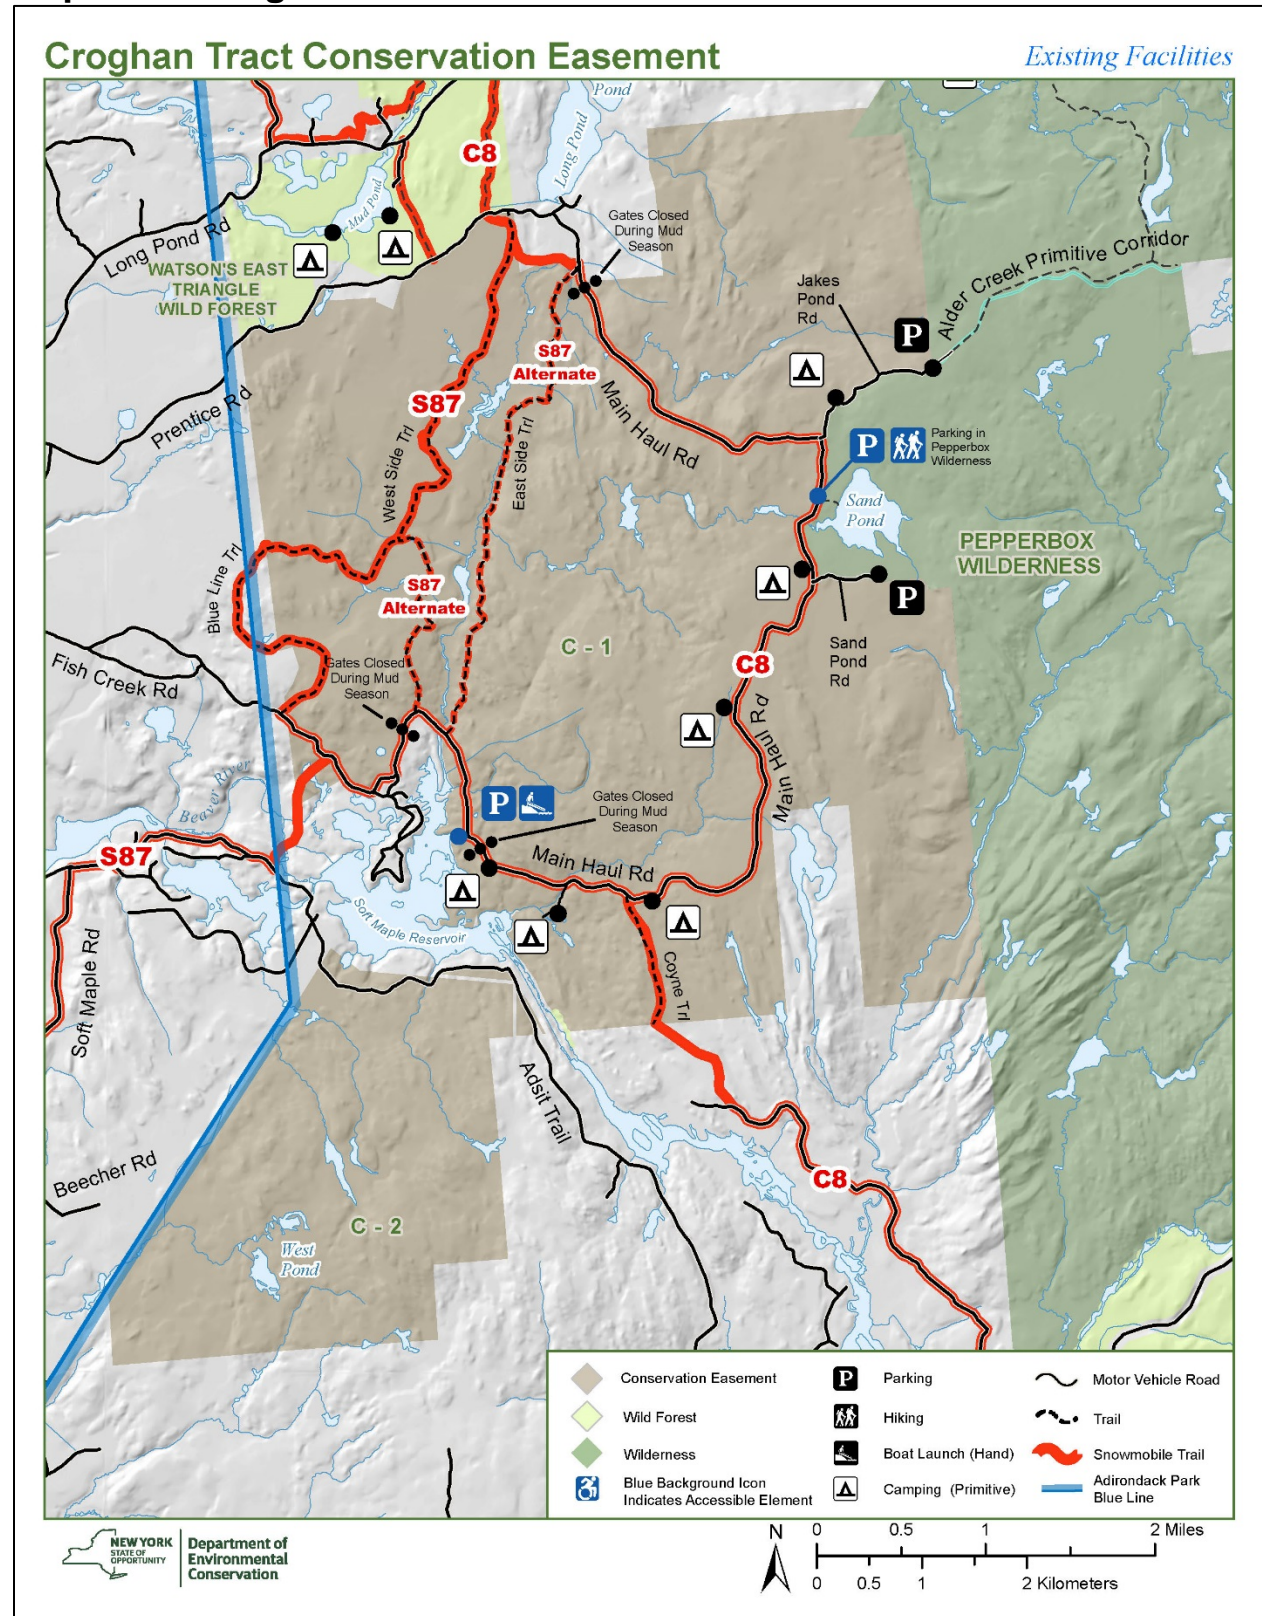 Croghan Tract Conservation Easement
Existing Facilities
Pond
Long Pond
C8
Mud Pond
Gates Closed
During Mud
Season
Long Pond Rd
WATSON'S EAST
TRIANGLE
WILD FOREST
Alder Creek Primitive Corridor
Jakes
Pond
Rd
P
S87
Alternate
S87
Main Haul Rd
Prentice Rd
West Side Trl
East Side Trl
P
Parking in
Pepperbox
Wilderness
Sand
Pond
PEPPERBOX
WILDERNESS
Blue Line Trl
S87
Alternate
P
C - 1
Sand
Pond
Rd
C8
Fish Creek Rd
Gates Closed
During Mud
Season
Main Haul Rd
Beaver River
P
Gates Closed
During Mud
Season
S87
Main Haul Rd
Soft Maple Reservoir
Soft Maple Rd
Coyne Trl
Adsit Trail
Beecher Rd
C8
C - 2
West
Pond
Conservation Easement
P
Parking
Motor Vehicle Road
Wild Forest
Hiking
Trail
Wilderness
Boat Launch (Hand)
Snowmobile Trail
Blue Background Icon
Indicates Accessible Element
Camping (Primitive)
Adirondack Park
Blue Line
NEW YORK
STATE OF
OPPORTUNITY
Department of
Environmental
Conservation
N
0 0.5 1 2 Miles
0 0.5 1 2 Kilometers